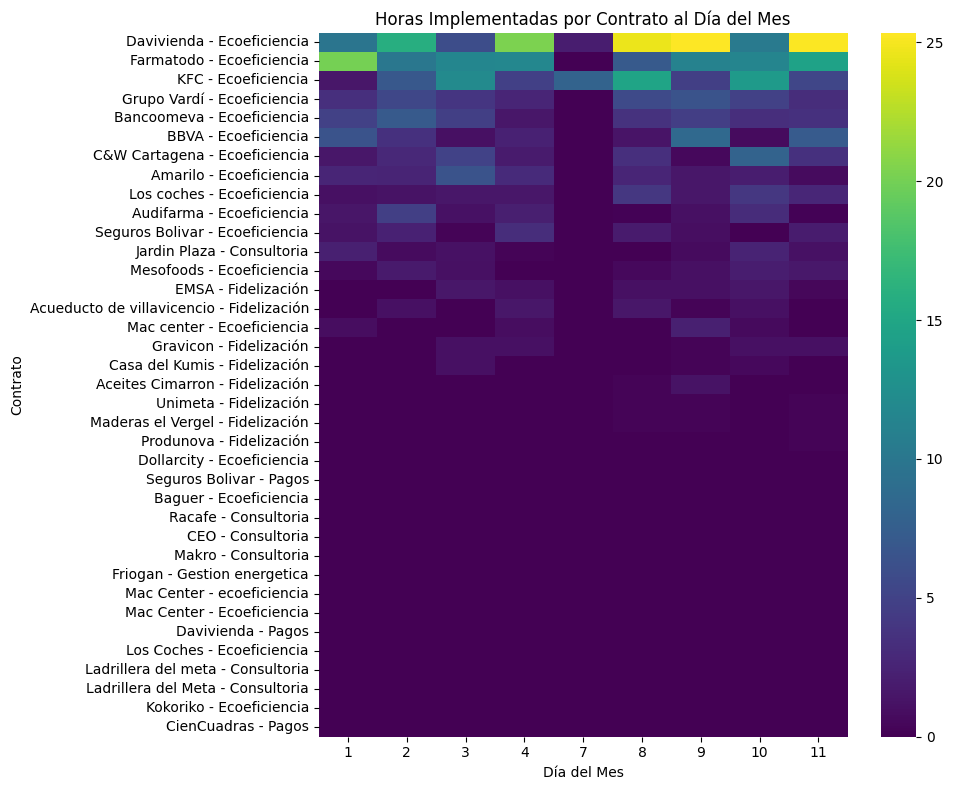 Horas Implementadas por Contrato al Día del Mes
Contrato
Davivienda - Ecoeficiencia
Farmatodo - Ecoeficiencia
KFC - Ecoeficiencia
Grupo Vardí - Ecoeficiencia
Bancoomeva - Ecoeficiencia
BBVA - Ecoeficiencia
C&W Cartagena - Ecoeficiencia
Amarilo - Ecoeficiencia
Los coches - Ecoeficiencia
Audifarma - Ecoeficiencia
Seguros Bolivar - Ecoeficiencia
Jardin Plaza - Consultoria
Mesofoods - Ecoeficiencia
EMSA - Fidelización
Acueducto de villavicencio - Fidelización
Mac center - Ecoeficiencia
Gravicon - Fidelización
Casa del Kumis - Fidelización
Aceites Cimarron - Fidelización
Unimeta - Fidelización
Maderas el Vergel - Fidelización
Produnova - Fidelización
Dollarcity - Ecoeficiencia
Seguros Bolivar - Pagos
Baguer - Ecoeficiencia
Racafe - Consultoria
CEO - Consultoria
Makro - Consultoria
Friogan - Gestion energetica
Mac Center - ecoeficiencia
Mac Center - Ecoeficiencia
Davivienda - Pagos
Los Coches - Ecoeficiencia
Ladrillera del meta - Consultoria
Ladrillera del Meta - Consultoria
Kokoriko - Ecoeficiencia
CienCuadras - Pagos
1 2 3 4 7 8 9 10 11
Día del Mes
25
20
15
10
5
0